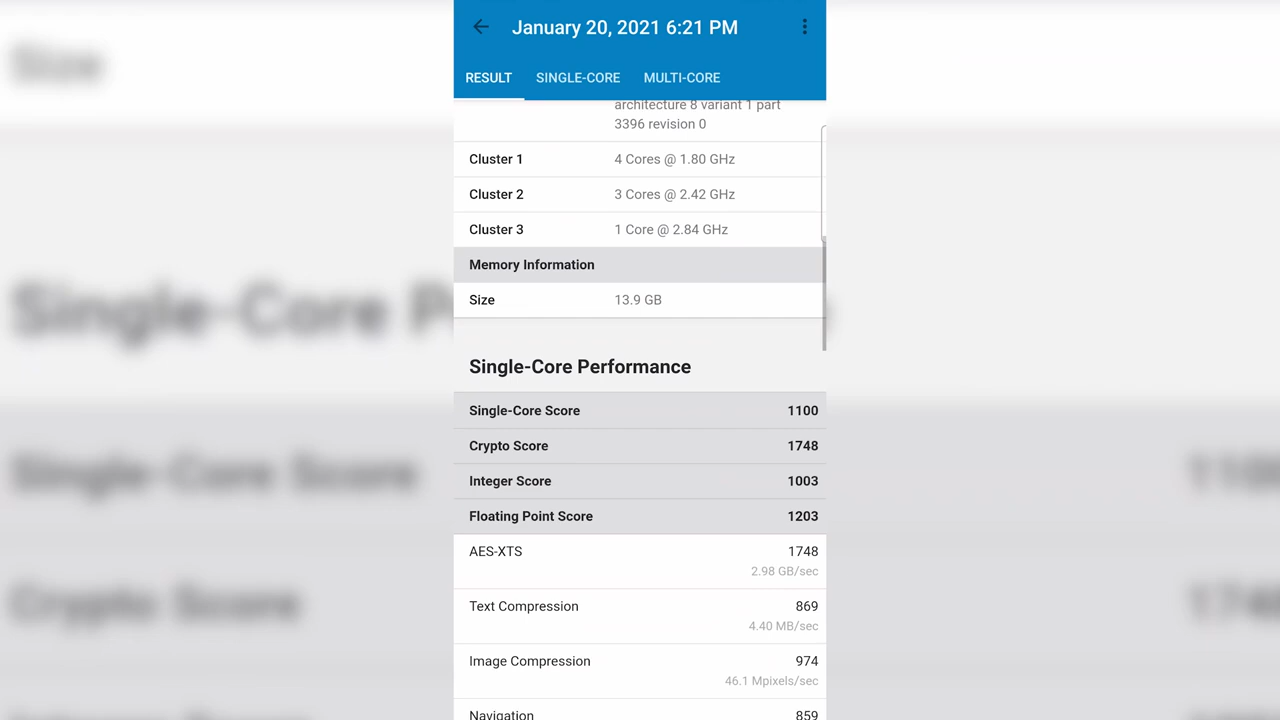 January 20, 2021 6:21 PM
RESULT SINGLE-CORE MULTI-CORE
architecture 8 variant 1 part
3396 revision 0
Cluster 1 4 Cores @ 1.80 GHz
Cluster 2 3 Cores @ 2.42 GHz
Cluster 3 1 Core @ 2.84 GHz
Memory Information
Size 13.9 GB
Single-Core Performance
Single-Core Score 1100
Crypto Score 1748
Integer Score 1003
Floating Point Score 1203
AES-XTS 1748
2.98 GB/sec
Text Compression 869
4.40 MB/sec
Image Compression 974
46.1 Mpixels/sec
Navigation 859